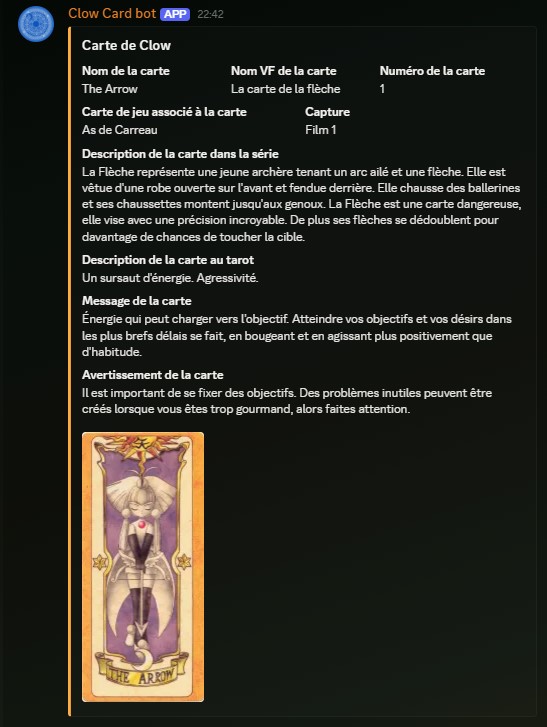 Clow Card bot APP 22:42
Carte de Clow
Nom de la carte Nom VF de la carte Numéro de la carte
The Arrow La carte de la flèche 1
Carte de jeu associé à la carte Capture
As de Carreau Film 1
Description de la carte dans la série
La Flèche représente une jeune archère tenant un arc ailé et une flèche. Elle est
vêtue d'une robe ouverte sur l'avant et fendue derrière. Elle chausse des ballerines
et ses chaussettes montent jusqu'aux genoux. La Flèche est une carte dangereuse,
elle vise avec une précision incroyable. De plus ses flèches se dédoublent pour
davantage de chances de toucher la cible.
Description de la carte au tarot
Un sursaut d'énergie. Agressivité.
Message de la carte
Énergie qui peut charger vers l'objectif. Atteindre vos objectifs et vos désirs dans
les plus brefs délais se fait, en bougeant et en agissant plus positivement que
d'habitude.
Avertissement de la carte
Il est important de se fixer des objectifs. Des problèmes inutiles peuvent être
créés lorsque vous êtes trop gourmand, alors faites attention.
矢
THE ARROW